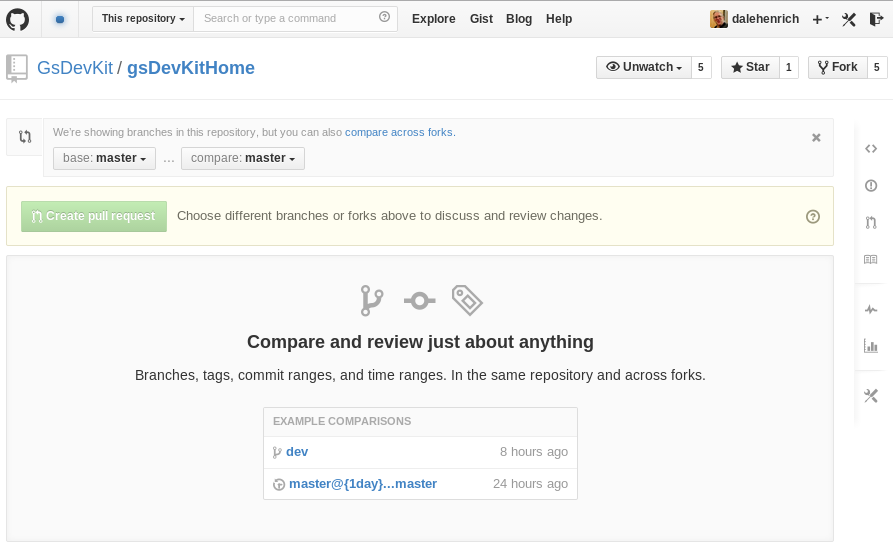 This repository Search or type a command Explore Gist Blog Help dalehenrich
GsDevKit / gsDevKitHome Unwatch 5 Star 1 Fork 5
We're showing branches in this repository, but you can also compare across forks.
base: master ... compare: master
Create pull request Choose different branches or forks above to discuss and review changes.
Compare and review just about anything
Branches, tags, commit ranges, and time ranges. In the same repository and across forks.
EXAMPLE COMPARISONS
dev 8 hours ago
master@{1day}...master 24 hours ago